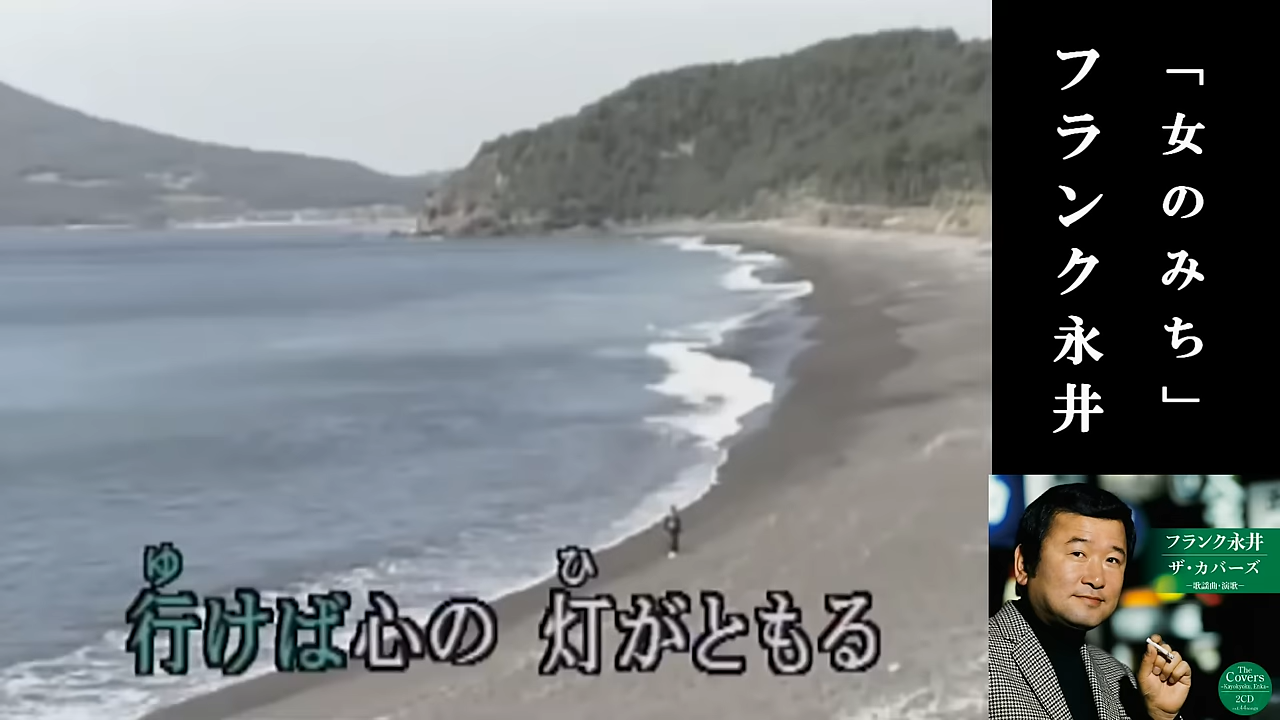 「女のみち」
フランク永井
ゆ ひ
行けば心の 灯がともる
フランク永井
ザ・カバーズ
－歌謡曲・演歌－
The
Covers
~Kayokyoku, Enka~
2CD